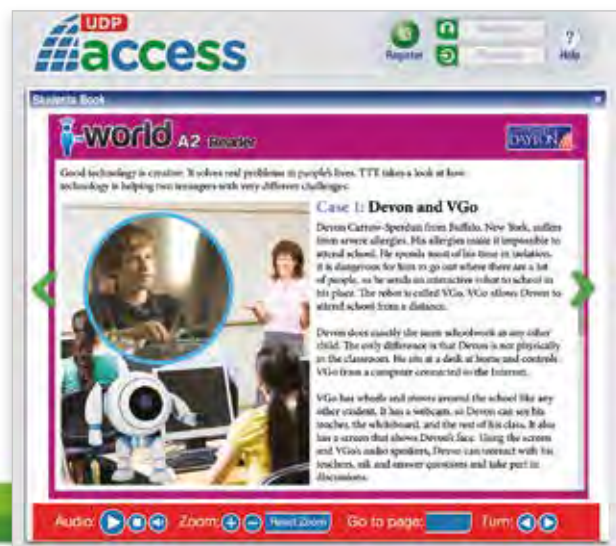 UDP
access
Register
?
Help
Students Book
i-world A2 Reader
DAYTON
Good technology is creative. It solves real problems in people's lives. TTE takes a look at how
technology is helping two teenagers with very different challenges.
Case 1: Devon and VGo
Devon Carrow-Sperduti from Buffalo, New York, suffers
from severe allergies. His allergies make it impossible to
attend school. He spends most of his time in isolation.
It is dangerous for him to go out where there are a lot
of people, so he sends an interactive robot to school in
his place. The robot is called VGo. VGo allows Devon to
attend school from a distance.
Devon does exactly the same schoolwork as any other
child. The only difference is that Devon is not physically
in the classroom. He sits at a desk at home and controls
VGo from a computer connected to the Internet.
VGo has wheels and moves around the school like any
other student. It has a webcam, so Devon can see his
teacher, the whiteboard, and the rest of his class. It also
has a screen that shows Devon's face. Using the screen
and VGo's audio speakers, Devon can interact with his
teachers, ask and answer questions and take part in
discussions.
Audio: Zoom: Reset Zoom Go to page: Turn: